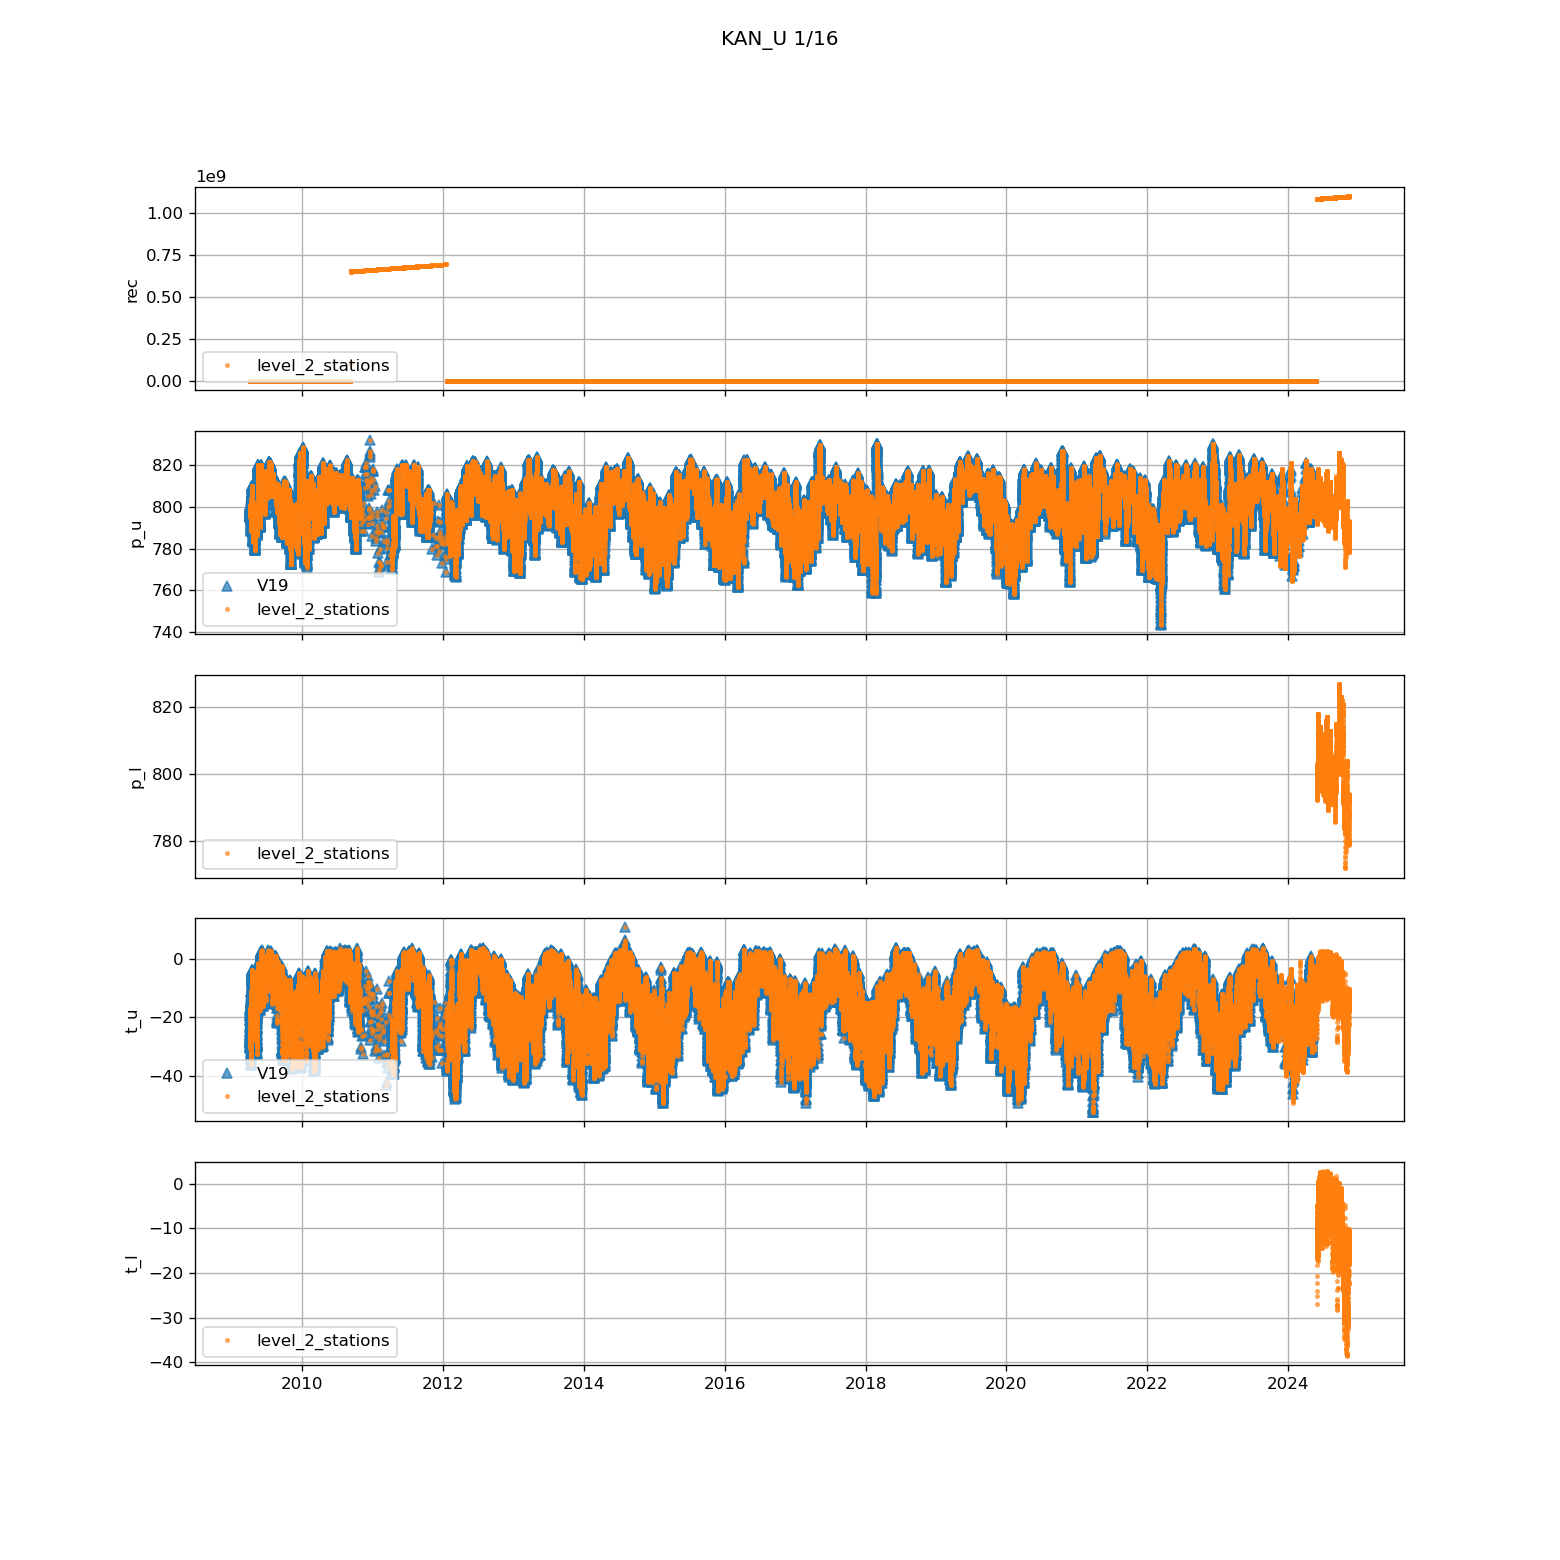 KAN_U 1/16
1e9
1.00
0.75
0.50
0.25
0.00
rec
level_2_stations
820
800
780
760
740
p_u
V19
level_2_stations
820
800
780
p_l
level_2_stations
0
−20
−40
t_u
V19
level_2_stations
0
−10
−20
−30
−40
t_l
level_2_stations
2010 2012 2014 2016 2018 2020 2022 2024